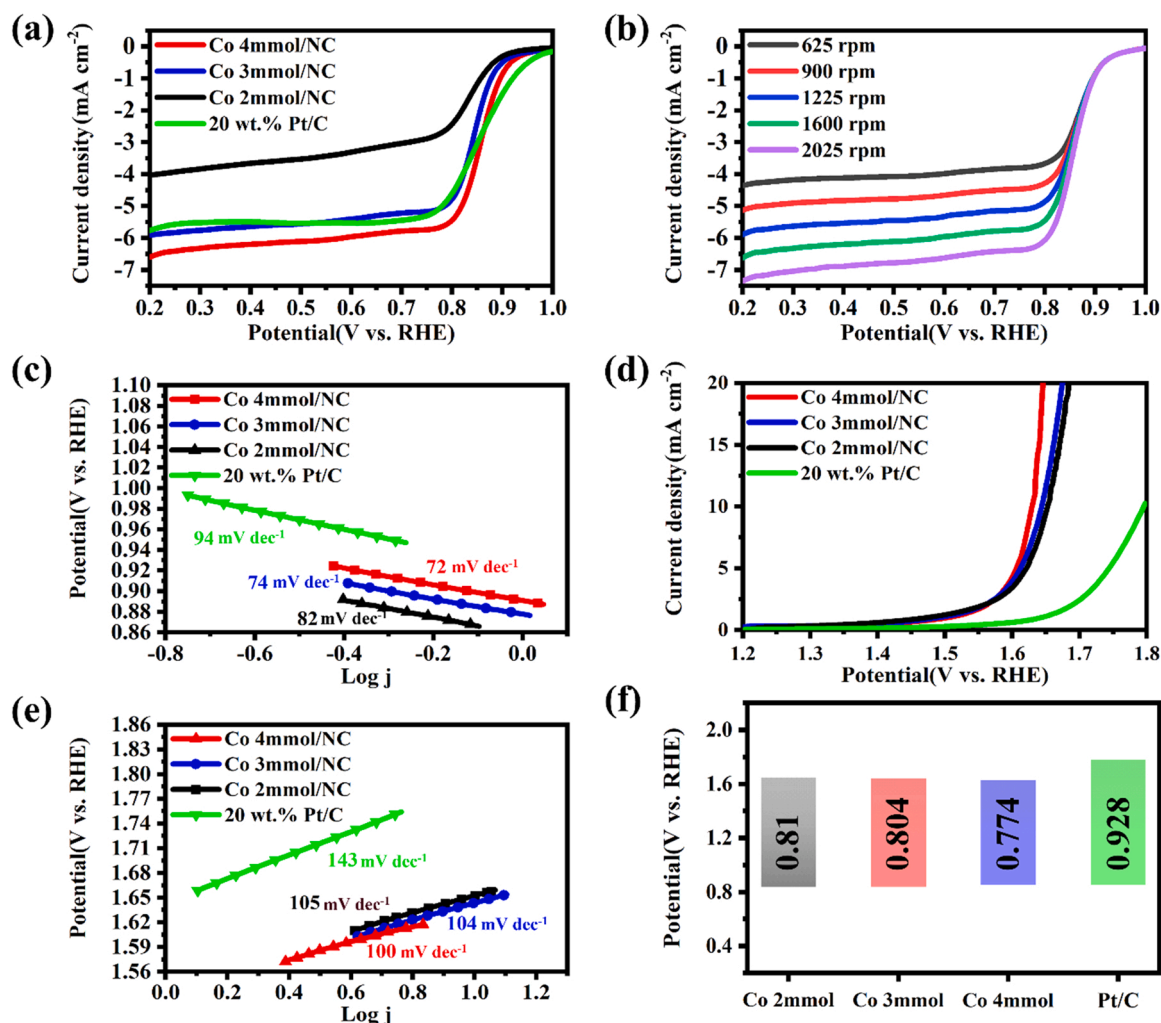 (a)
Co 4mmol/NC
Co 3mmol/NC
Co 2mmol/NC
20 wt.% Pt/C
Current density(mA cm-2)
0
-1
-2
-3
-4
-5
-6
-7
0.2 0.3 0.4 0.5 0.6 0.7 0.8 0.9 1.0
Potential(V vs. RHE)
(b)
625 rpm
900 rpm
1225 rpm
1600 rpm
2025 rpm
Current density(mA cm-2)
0
-1
-2
-3
-4
-5
-6
-7
0.2 0.3 0.4 0.5 0.6 0.7 0.8 0.9 1.0
Potential(V vs. RHE)
(c)
Co 4mmol/NC
Co 3mmol/NC
Co 2mmol/NC
20 wt.% Pt/C
Potential(V vs. RHE)
1.10
1.08
1.06
1.04
1.02
1.00
0.98
0.96
0.94
0.92
0.90
0.88
0.86
94 mV dec-1
72 mV dec-1
74 mV dec-1
82 mV dec-1
-0.8 -0.6 -0.4 -0.2 0.0
Log j
(d)
Co 4mmol/NC
Co 3mmol/NC
Co 2mmol/NC
20 wt.% Pt/C
Current density(mA cm-2)
20
15
10
5
0
1.2 1.3 1.4 1.5 1.6 1.7 1.8
Potential(V vs. RHE)
(e)
Co 4mmol/NC
Co 3mmol/NC
Co 2mmol/NC
20 wt.% Pt/C
Potential(V vs. RHE)
1.86
1.83
1.80
1.77
1.74
1.71
1.68
1.65
1.62
1.59
1.56
143 mV dec-1
105 mV dec-1
104 mV dec-1
100 mV dec-1
0.0 0.2 0.4 0.6 0.8 1.0 1.2
Log j
(f)
Potential(V vs. RHE)
2.0
1.6
1.2
0.8
0.4
0.81
0.804
0.774
0.928
Co 2mmol Co 3mmol Co 4mmol Pt/C